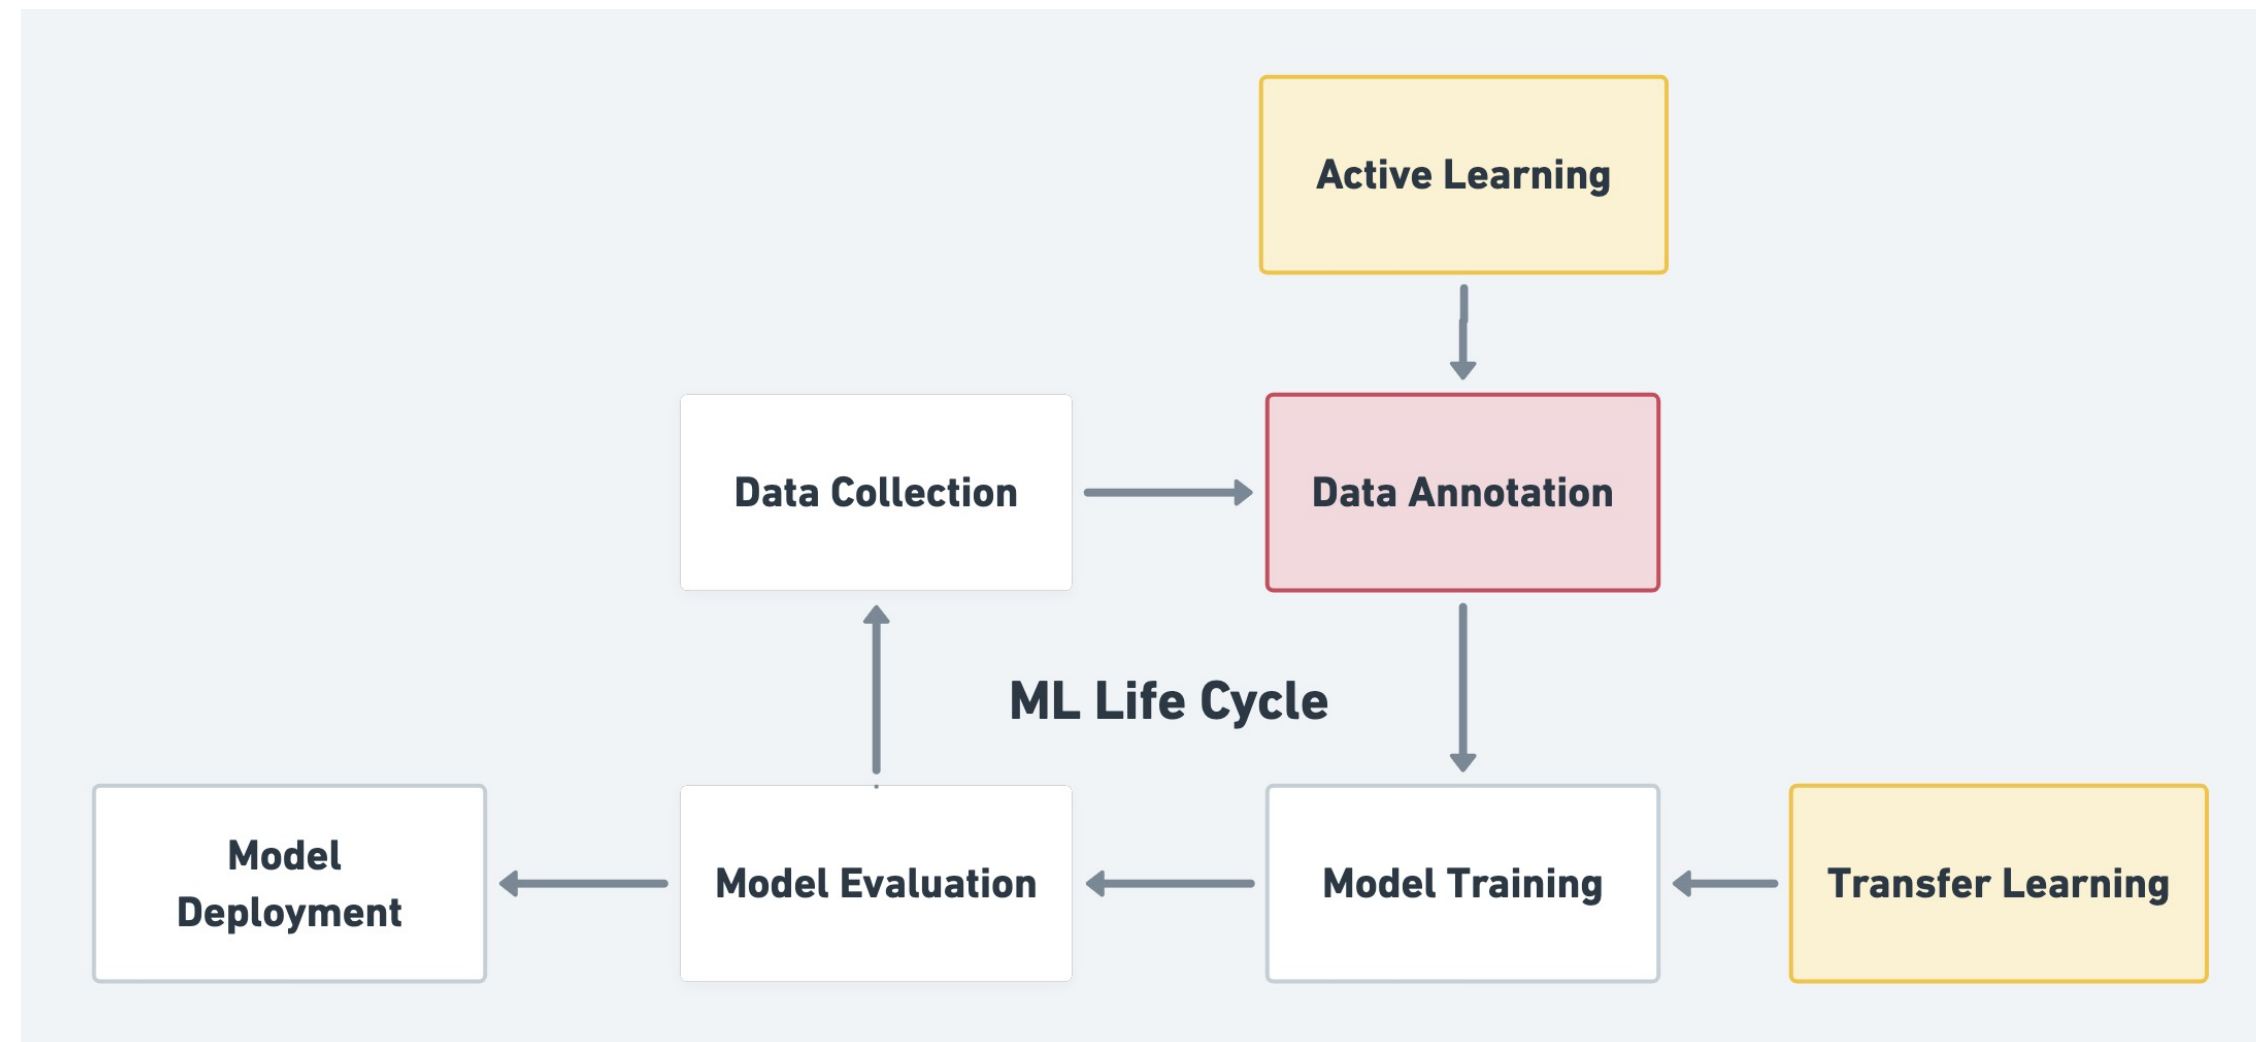 Active Learning
Data Collection
Data Annotation
ML Life Cycle
Model
Deployment
Model Evaluation
Model Training
Transfer Learning